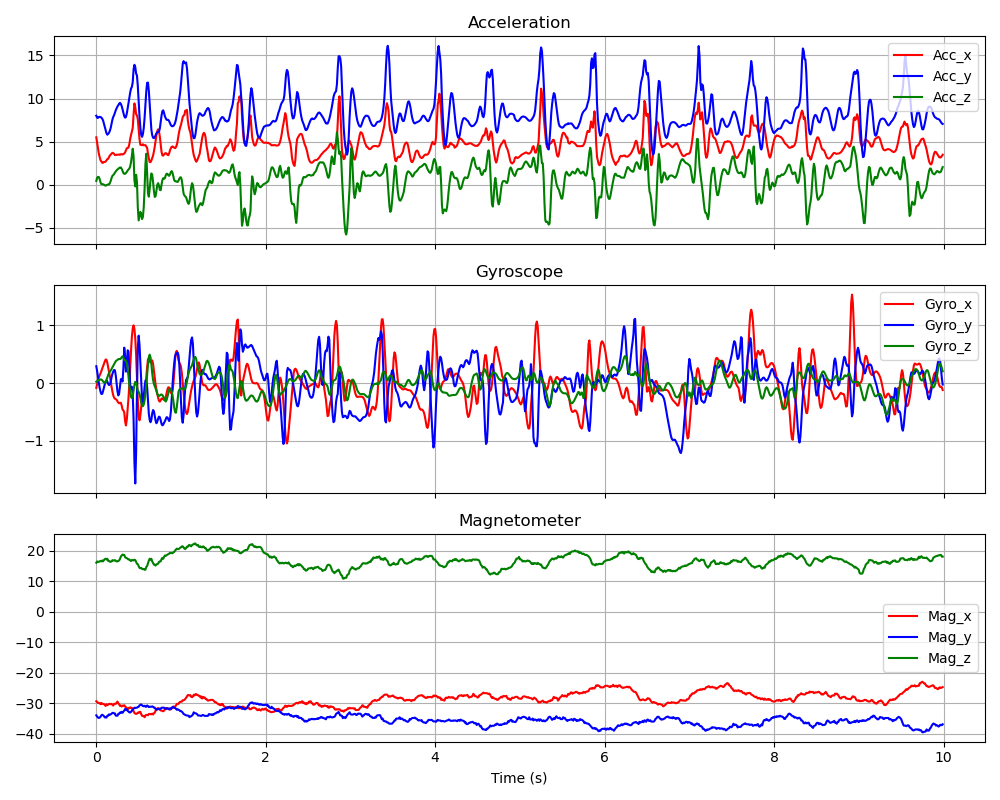 Acceleration
15
10
5
0
−5
Acc_x
Acc_y
Acc_z
Gyroscope
1
0
−1
Gyro_x
Gyro_y
Gyro_z
Magnetometer
20
10
0
−10
−20
−30
−40
Mag_x
Mag_y
Mag_z
0 2 4 6 8 10
Time (s)